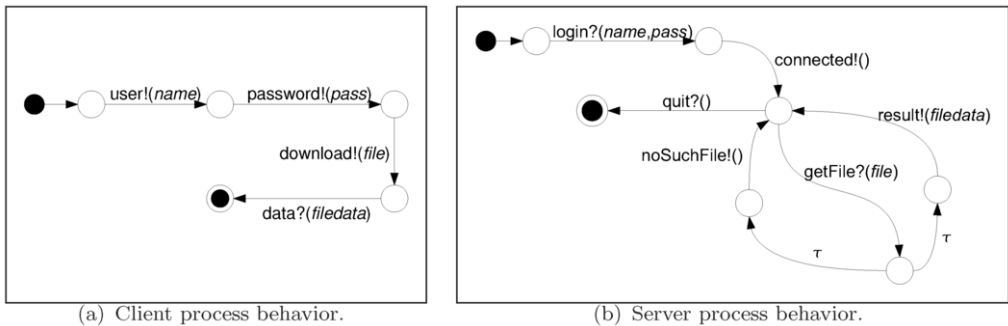 user!(name)
password!(pass)
download!(file)
data?(filedata)
(a) Client process behavior.
login?(name,pass)
connected!()
quit?()
result!(filedata)
noSuchFile!()
getFile?(file)
τ
τ
(b) Server process behavior.